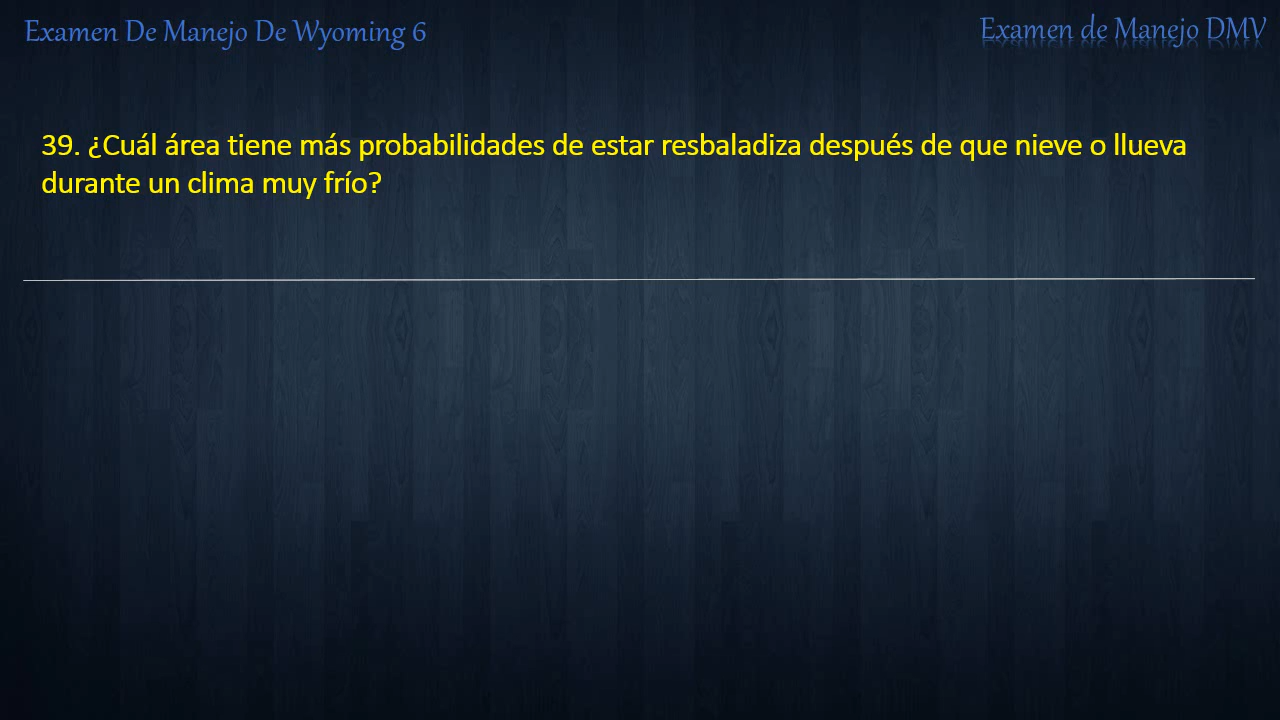 Examen De Manejo De Wyoming 6
Examen de Manejo DMV
39. ¿Cuál área tiene más probabilidades de estar resbaladiza después de que nieve o llueva
durante un clima muy frío?